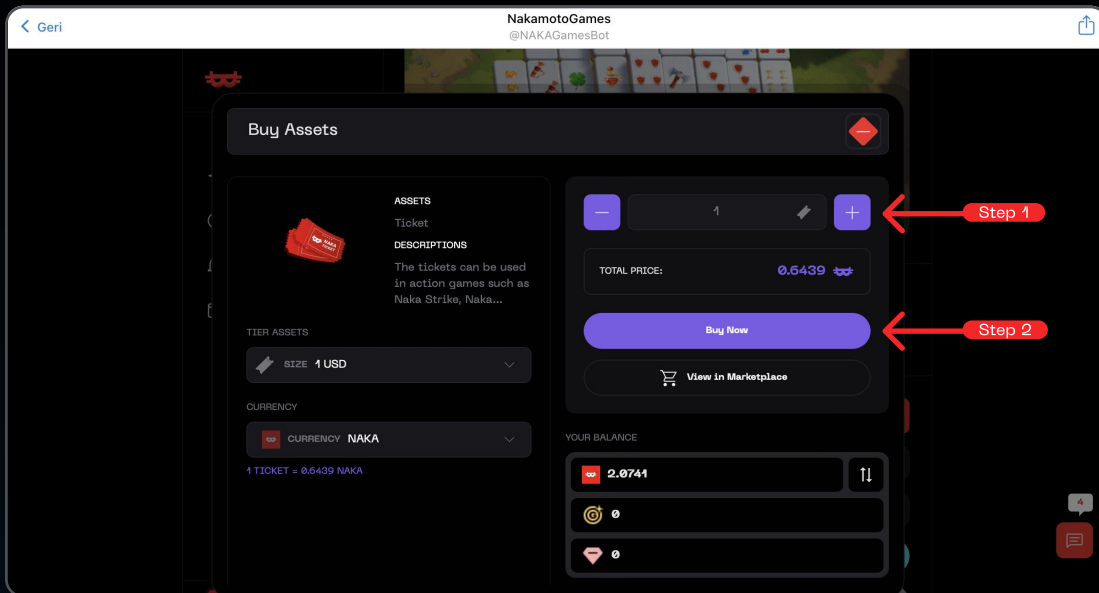 Geri
NakamotoGames
@NAKAGamesBot
Buy Assets
ASSETS
Ticket
DESCRIPTIONS
The tickets can be used
in action games such as
Naka Strike, Naka...
NAKA
TICKET
TIER ASSETS
SIZE 1 USD
CURRENCY
CURRENCY NAKA
1 TICKET = 0.6439 NAKA
1
Step 1
TOTAL PRICE: 0.6439
Buy Now
Step 2
View in Marketplace
YOUR BALANCE
2.0741
0
0
4